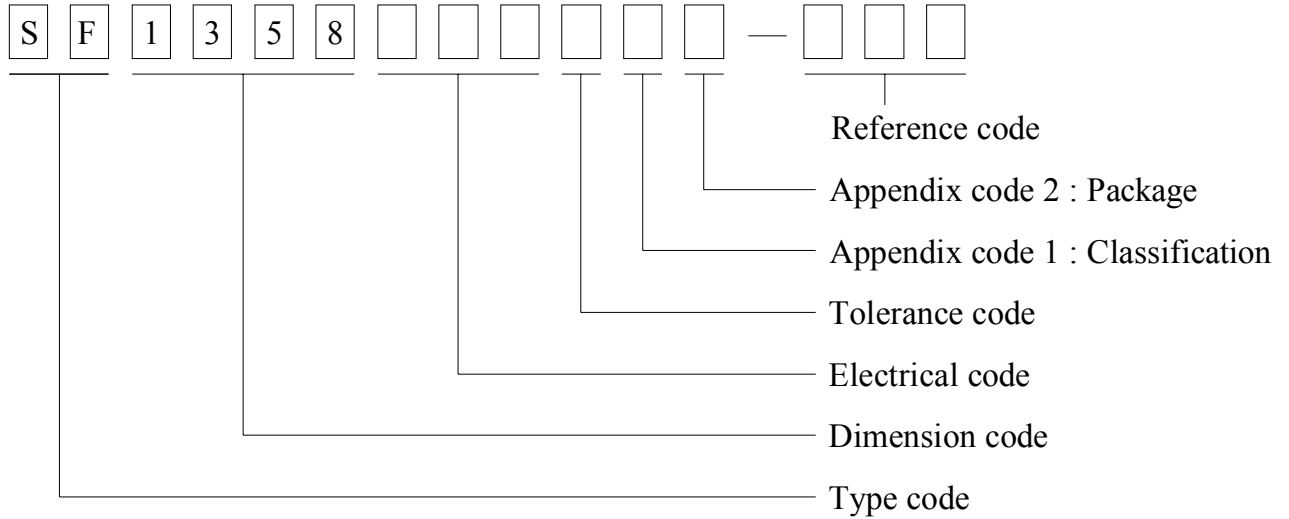 S F 1 3 5 8 —
Reference code
Appendix code 2 : Package
Appendix code 1 : Classification
Tolerance code
Electrical code
Dimension code
Type code